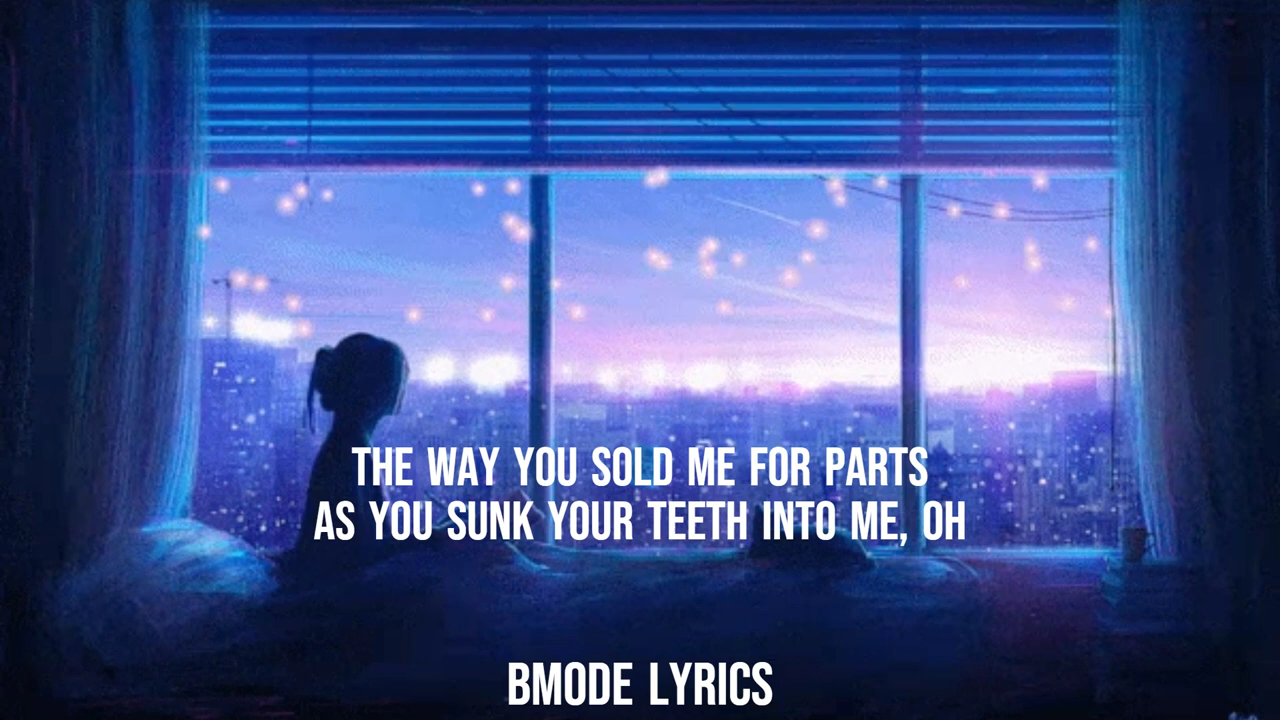 THE WAY YOU SOLD ME FOR PARTS
AS YOU SUNK YOUR TEETH INTO ME, OH
BMODE LYRICS